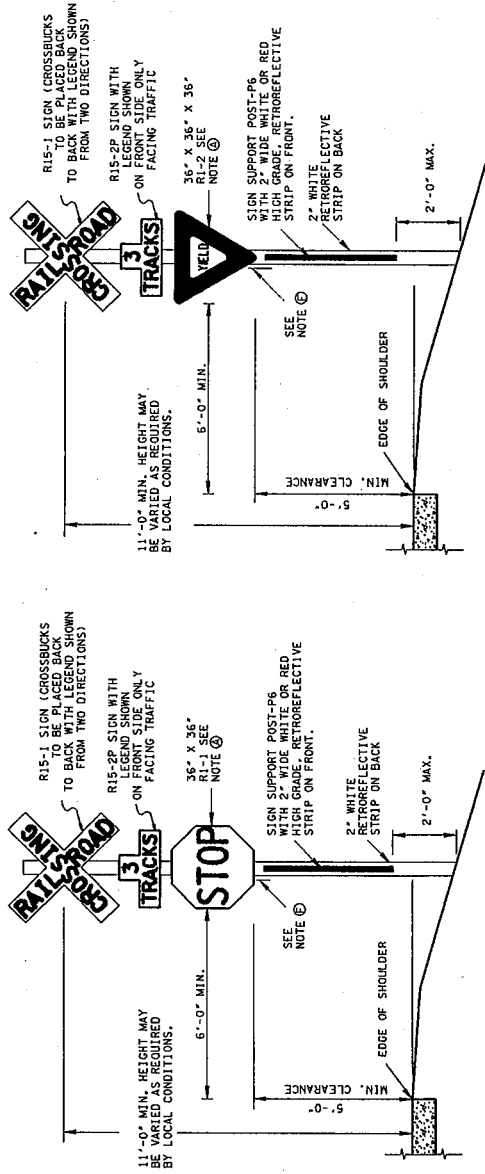 R15-1 SIGN (CROSSBUCKS
TO BE PLACED BACK
TO BACK WITH LEGEND SHOWN
FROM TWO DIRECTIONS)
RAILROAD
CROSSING
R15-2P SIGN WITH
LEGEND SHOWN
ON FRONT SIDE ONLY
FACING TRAFFIC
3
TRACKS
36" X 36"
R1-1 SEE
NOTE Ⓐ
STOP
SIGN SUPPORT POST-P6
WITH 2" WIDE WHITE OR RED
HIGH GRADE, RETROREFLECTIVE
STRIP ON FRONT.
2" WHITE
RETROREFLECTIVE
STRIP ON BACK
2'-0" MAX.
SEE
NOTE Ⓔ
6'-0" MIN.
11'-0" MIN. HEIGHT MAY
BE VARIED AS REQUIRED
BY LOCAL CONDITIONS.
5'-0"
MIN. CLEARANCE
EDGE OF SHOULDER
R15-1 SIGN (CROSSBUCKS
TO BE PLACED BACK
TO BACK WITH LEGEND SHOWN
FROM TWO DIRECTIONS)
RAILROAD
CROSSING
R15-2P SIGN WITH
LEGEND SHOWN
ON FRONT SIDE ONLY
FACING TRAFFIC
3
TRACKS
36" X 36" X 36"
R1-2 SEE
NOTE Ⓐ
YIELD
SIGN SUPPORT POST-P6
WITH 2" WIDE WHITE OR RED
HIGH GRADE, RETROREFLECTIVE
STRIP ON FRONT.
2" WHITE
RETROREFLECTIVE
STRIP ON BACK
2'-0" MAX.
SEE
NOTE Ⓔ
6'-0" MIN.
11'-0" MIN. HEIGHT MAY
BE VARIED AS REQUIRED
BY LOCAL CONDITIONS.
5'-0"
MIN. CLEARANCE
EDGE OF SHOULDER